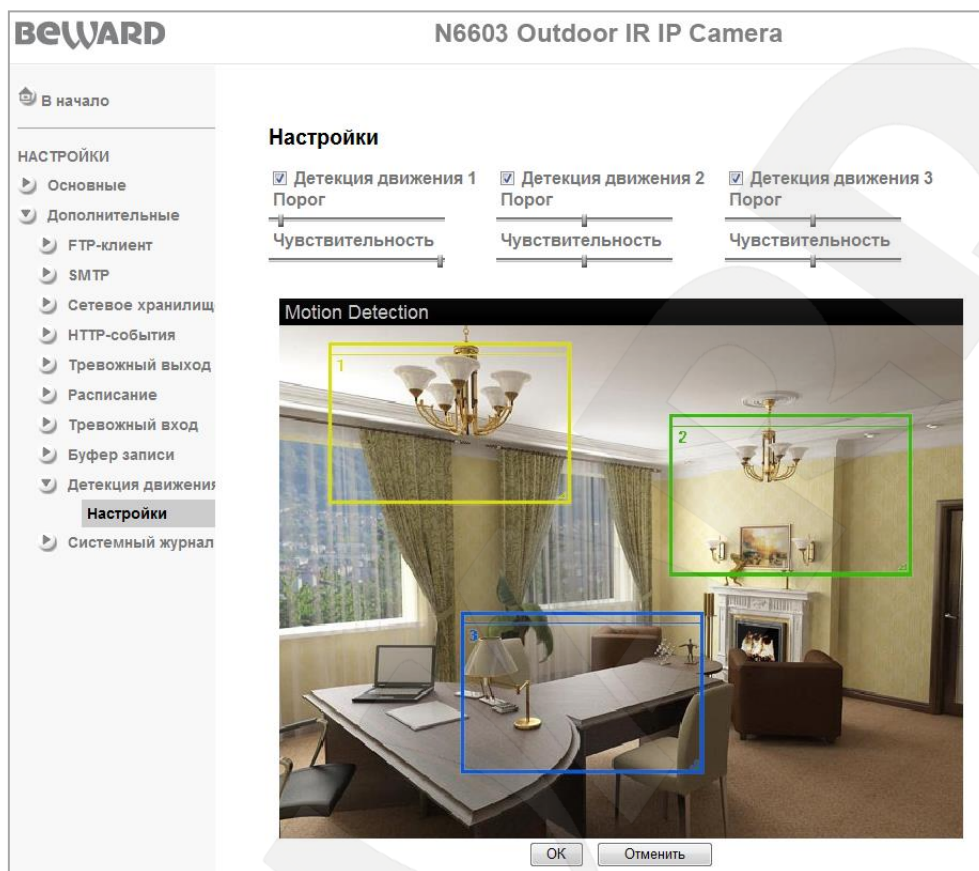 BEWARD
N6603 Outdoor IR IP Camera
В начало
НАСТРОЙКИ
Основные
Дополнительные
FTP-клиент
SMTP
Сетевое хранилищ
HTTP-события
Тревожный выход
Расписание
Тревожный вход
Буфер записи
Детекция движения
Настройки
Системный журнал
Настройки
Детекция движения 1
Порог
Чувствительность
Детекция движения 2
Порог
Чувствительность
Детекция движения 3
Порог
Чувствительность
Motion Detection
1
2
3
OK
Отменить